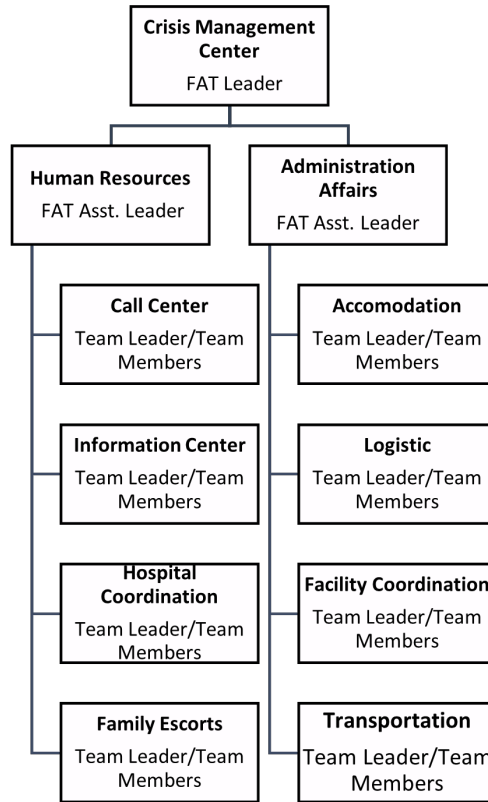 Crisis Management
Center
FAT Leader
Human Resources
FAT Asst. Leader
Administration
Affairs
FAT Asst. Leader
Call Center
Team Leader/Team
Members
Accomodation
Team Leader/Team
Members
Information Center
Team Leader/Team
Members
Logistic
Team Leader/Team
Members
Hospital
Coordination
Team Leader/Team
Members
Facility Coordination
Team Leader/Team
Members
Family Escorts
Team Leader/Team
Members
Transportation
Team Leader/Team
Members